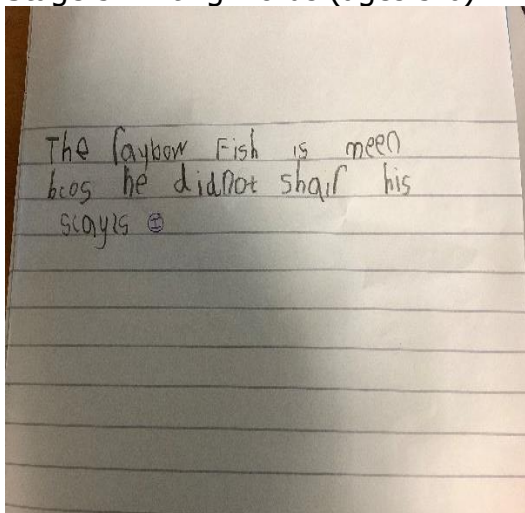 The raybow Fish is meen
bcos he didnot shair his
scayls